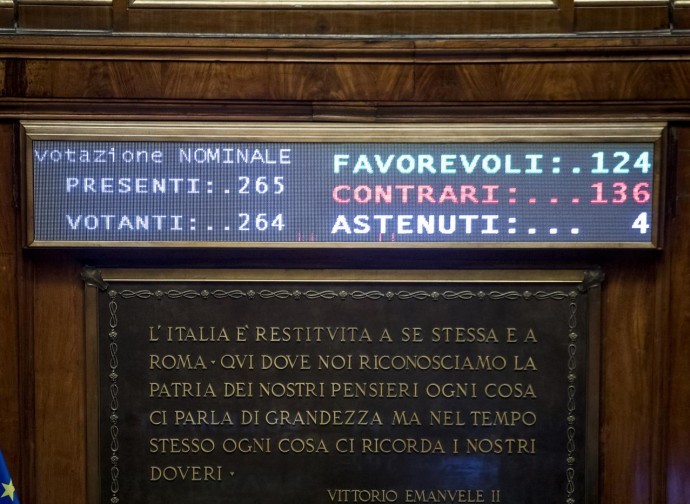 votazione NOMINALE
PRESENTI:.265
VOTANTI:..264
FAVOREVOLI:.124
CONTRARI:...136
ASTENUTI:... 4
L'ITALIA E' RESTITVITA A SE STESSA E A
ROMA · QVI DOVE NOI RICONOSCIAMO LA
PATRIA DEI NOSTRI PENSIERI OGNI COSA
CI PARLA DI GRANDEZZA MA NEL TEMPO
STESSO OGNI COSA CI RICORDA I NOSTRI
DOVERI ·
VITTORIO EMANVELE II